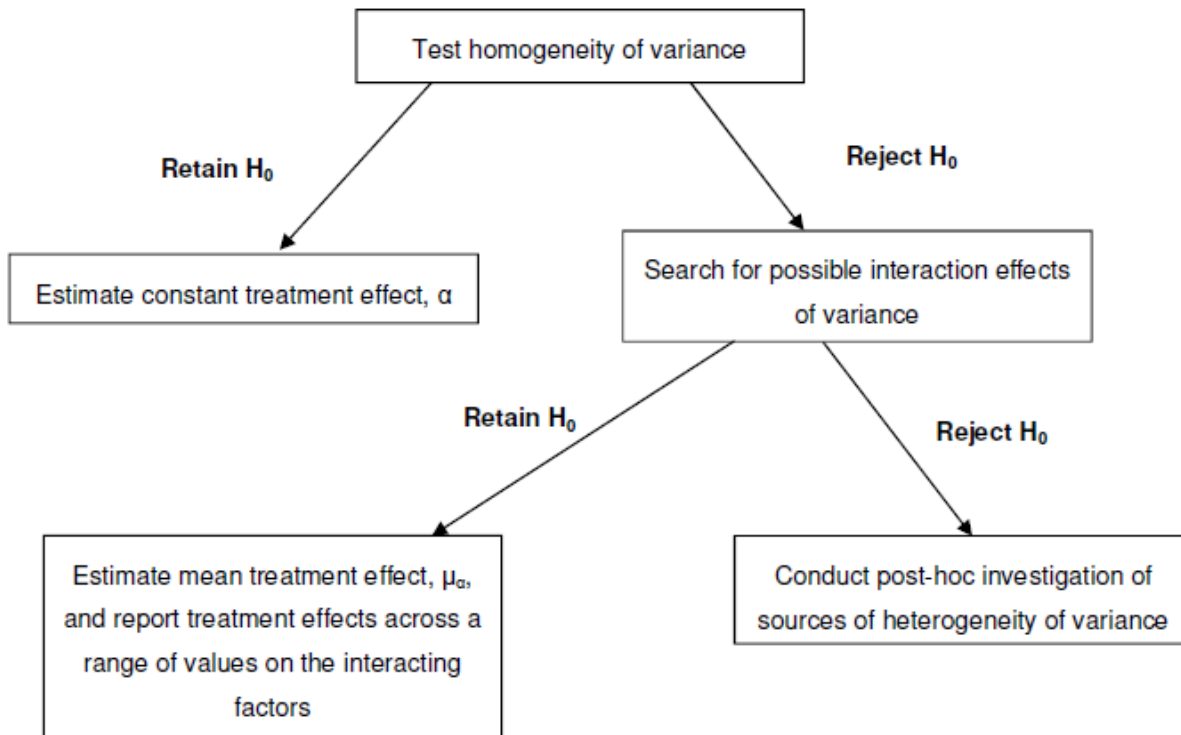 Test homogeneity of variance
Retain H₀
Reject H₀
Estimate constant treatment effect, α
Search for possible interaction effects
of variance
Retain H₀
Reject H₀
Estimate mean treatment effect, μₐ,
and report treatment effects across a
range of values on the interacting
factors
Conduct post-hoc investigation of
sources of heterogeneity of variance